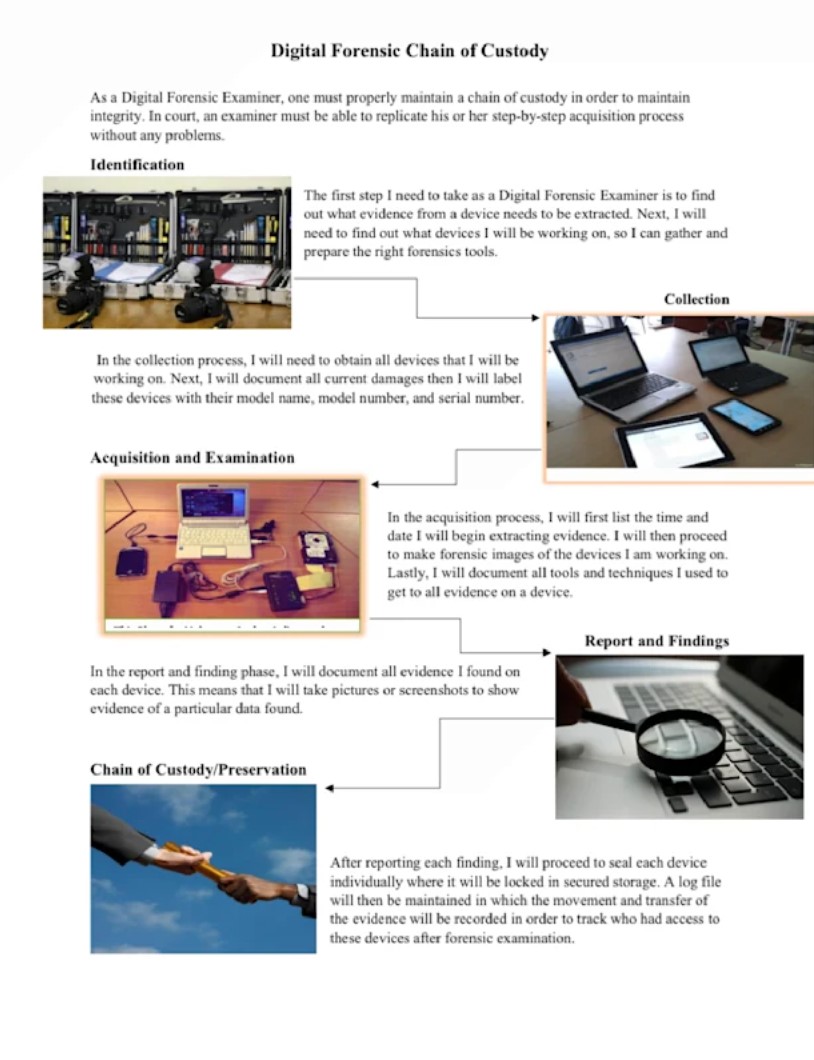 Digital Forensic Chain of Custody
As a Digital Forensic Examiner, one must properly maintain a chain of custody in order to maintain
integrity. In court, an examiner must be able to replicate his or her step-by-step acquisition process
without any problems.
Identification
The first step I need to take as a Digital Forensic Examiner is to find
out what evidence from a device needs to be extracted. Next, I will
need to find out what devices I will be working on, so I can gather and
prepare the right forensics tools.
Collection
In the collection process, I will need to obtain all devices that I will be
working on. Next, I will document all current damages then I will label
these devices with their model name, model number, and serial number.
Acquisition and Examination
In the acquisition process, I will first list the time and
date I will begin extracting evidence. I will then proceed
to make forensic images of the devices I am working on.
Lastly, I will document all tools and techniques I used to
get to all evidence on a device.
Report and Findings
In the report and finding phase, I will document all evidence I found on
each device. This means that I will take pictures or screenshots to show
evidence of a particular data found.
Chain of Custody/Preservation
After reporting each finding, I will proceed to seal each device
individually where it will be locked in secured storage. A log file
will then be maintained in which the movement and transfer of
the evidence will be recorded in order to track who had access to
these devices after forensic examination.